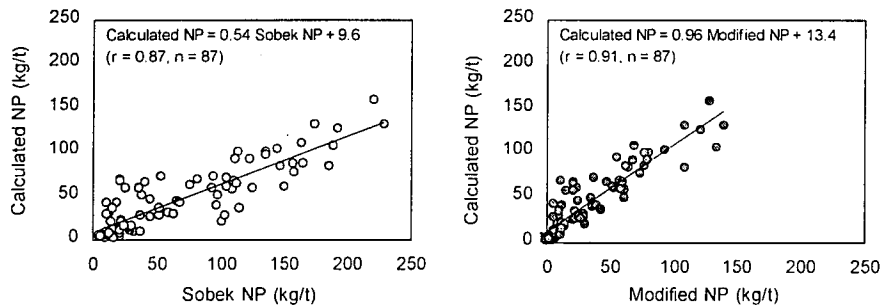 250
200
150
100
50
0
Calculated NP (kg/t)
Calculated NP = 0.54 Sobek NP + 9.6
(r = 0.87, n = 87)
0 50 100 150 200 250
Sobek NP (kg/t)
250
200
150
100
50
0
Calculated NP (kg/t)
Calculated NP = 0.96 Modified NP + 13.4
(r = 0.91, n = 87)
0 50 100 150 200 250
Modified NP (kg/t)